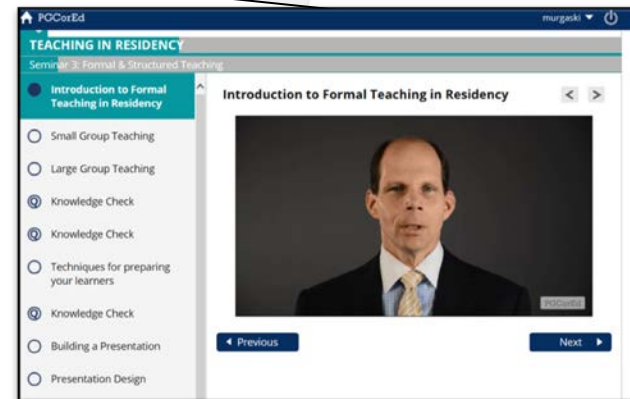 PGCorEd
murgaski
TEACHING IN RESIDENCY
Seminar 3: Formal & Structured Teaching
Introduction to Formal
Teaching in Residency
Small Group Teaching
Large Group Teaching
Knowledge Check
Knowledge Check
Techniques for preparing
your learners
Knowledge Check
Building a Presentation
Presentation Design
Introduction to Formal Teaching in Residency
PGCorEd
Previous
Next